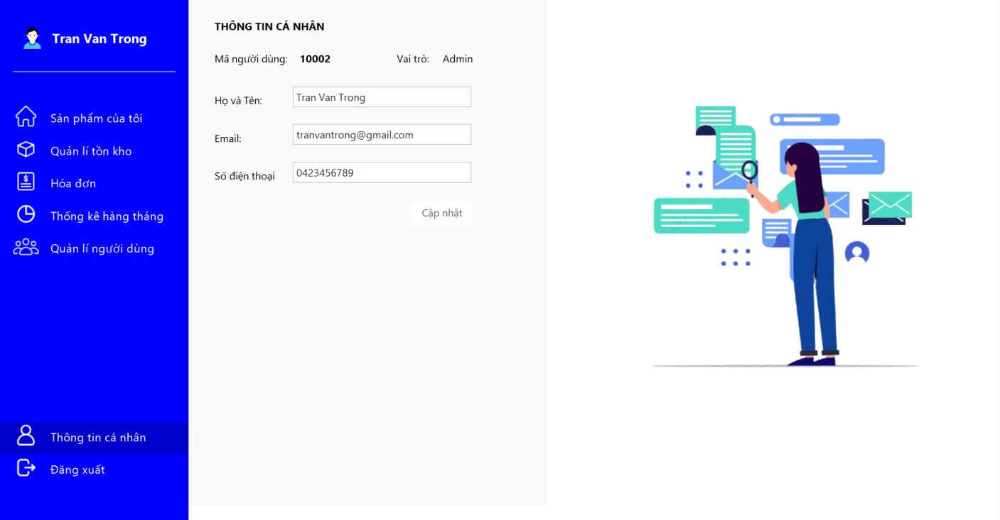 Tran Van Trong
Sản phẩm của tôi
Quản lí tồn kho
Hóa đơn
Thống kê hàng tháng
Quản lí người dùng
Thông tin cá nhân
Đăng xuất
THÔNG TIN CÁ NHÂN
Mã người dùng: 10002 Vai trò: Admin
Họ và Tên: Tran Van Trong
Email: tranvantrong@gmail.com
Số điện thoại 0423456789
Cập nhật